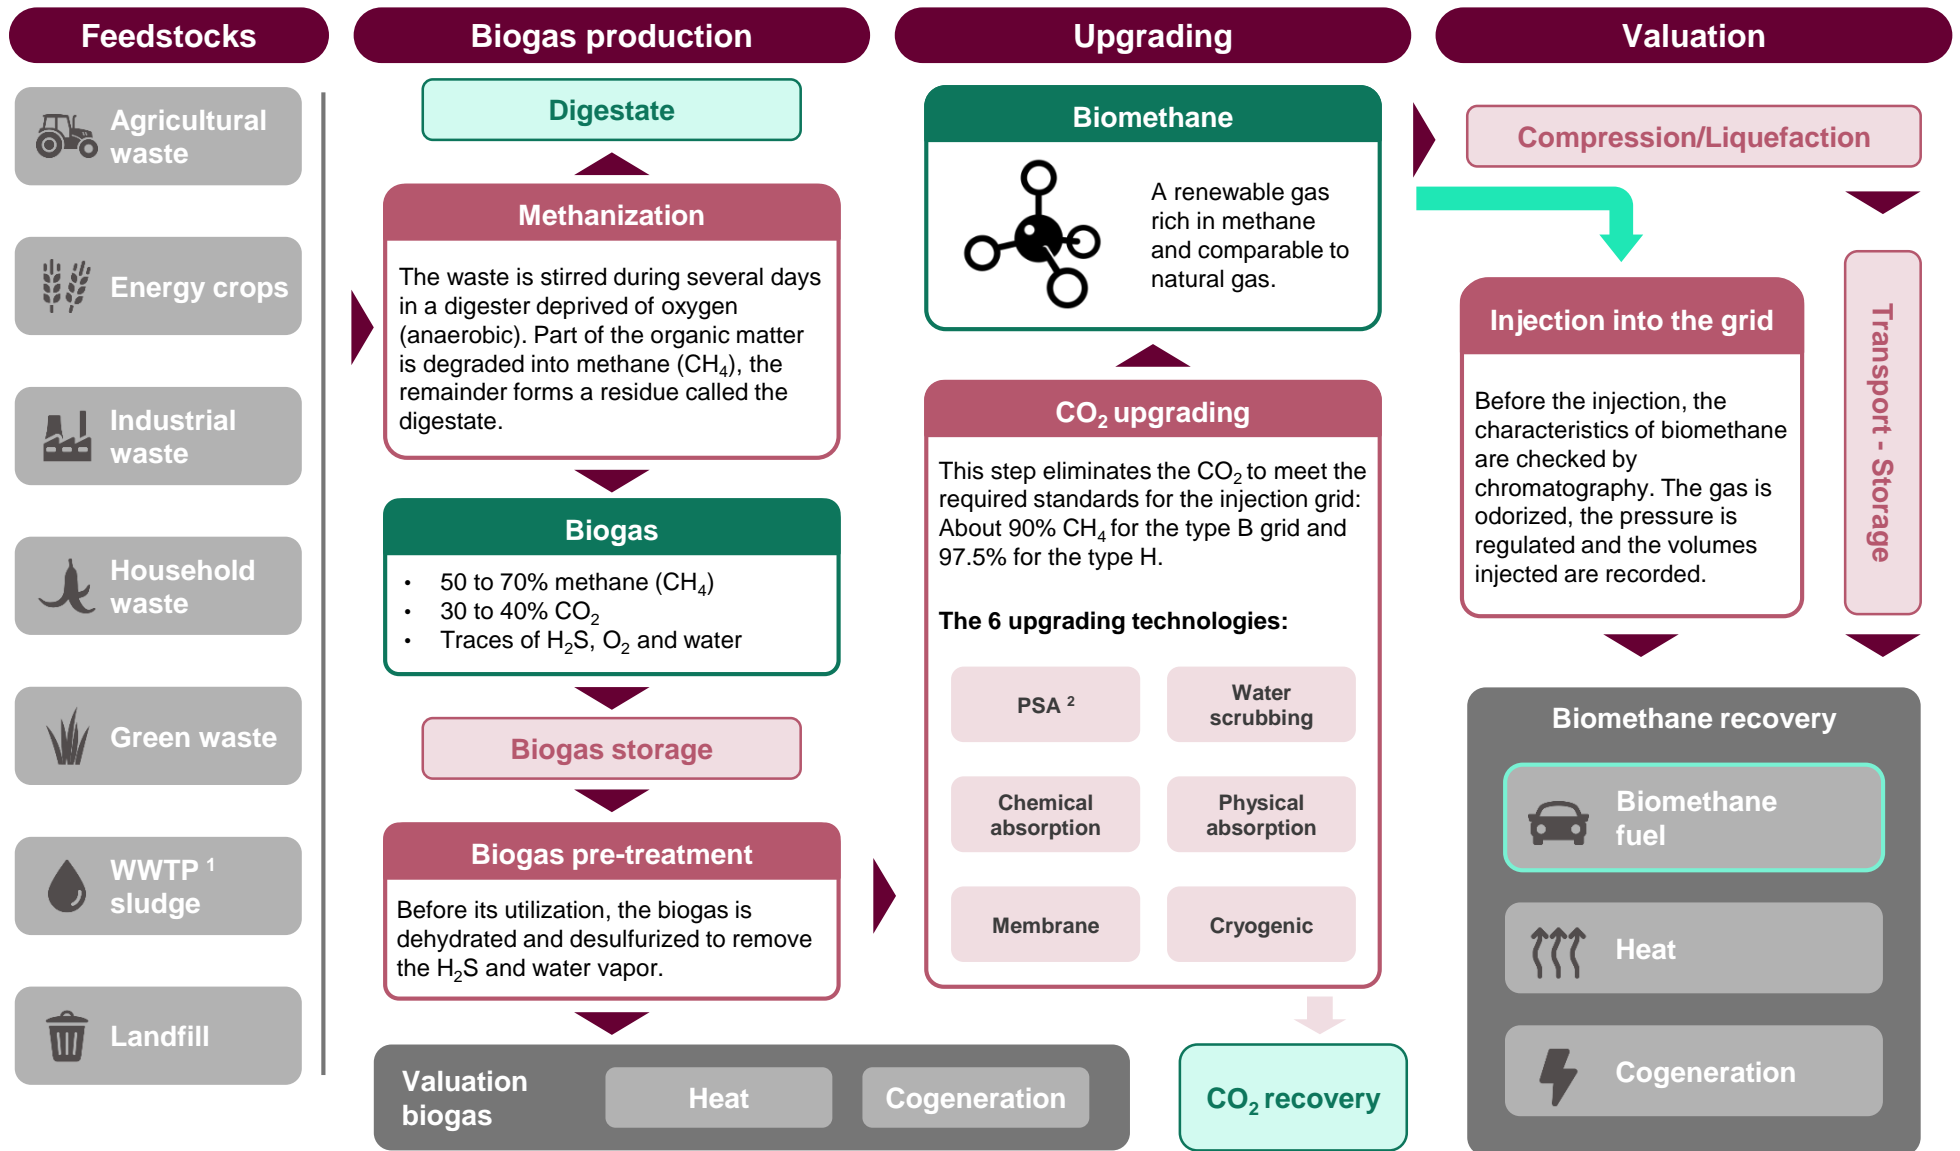 Feedstocks
Agricultural
waste
Energy crops
Industrial
waste
Household
waste
Green waste
WWTP ¹
sludge
Landfill
Biogas production
Digestate
Methanization
The waste is stirred during several days
in a digester deprived of oxygen
(anaerobic). Part of the organic matter
is degraded into methane (CH₄), the
remainder forms a residue called the
digestate.
Biogas
• 50 to 70% methane (CH₄)
• 30 to 40% CO₂
• Traces of H₂S, O₂ and water
Biogas storage
Biogas pre-treatment
Before its utilization, the biogas is
dehydrated and desulfurized to remove
the H₂S and water vapor.
Valuation
biogas
Heat
Cogeneration
Upgrading
Biomethane
A renewable gas
rich in methane
and comparable to
natural gas.
CO₂ upgrading
This step eliminates the CO₂ to meet the
required standards for the injection grid:
About 90% CH₄ for the type B grid and
97.5% for the type H.
The 6 upgrading technologies:
PSA ²
Water
scrubbing
Chemical
absorption
Physical
absorption
Membrane
Cryogenic
CO₂ recovery
Valuation
Compression/Liquefaction
Injection into the grid
Before the injection, the
characteristics of biomethane
are checked by
chromatography. The gas is
odorized, the pressure is
regulated and the volumes
injected are recorded.
Transport - Storage
Biomethane recovery
Biomethane
fuel
Heat
Cogeneration